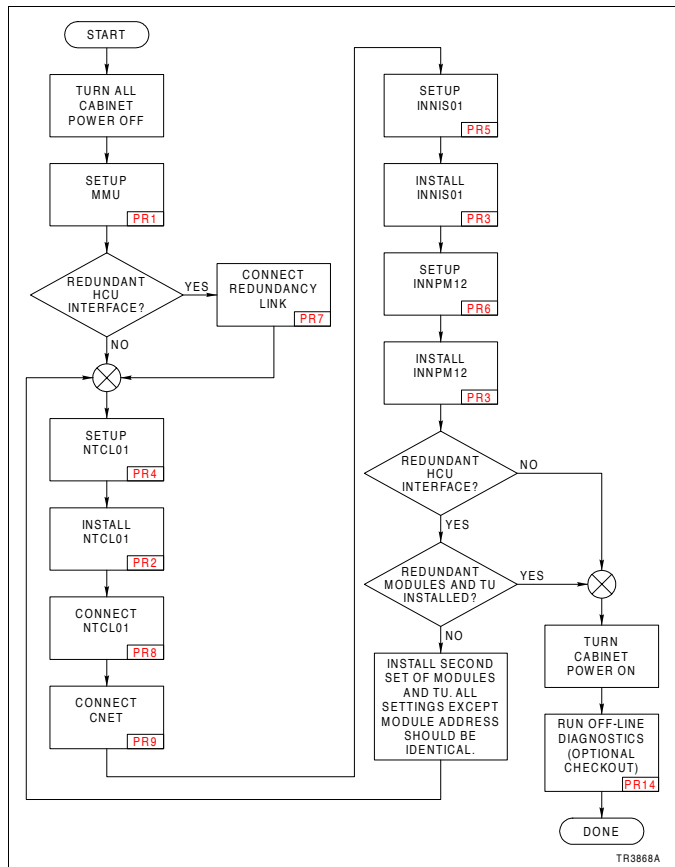 START
TURN ALL
CABINET
POWER OFF
SETUP
MMU
PR1
REDUNDANT
HCU
INTERFACE?
YES
CONNECT
REDUNDANCY
LINK
PR7
NO
SETUP
NTCL01
PR4
INSTALL
NTCL01
PR2
CONNECT
NTCL01
PR8
CONNECT
CNET
PR9
SETUP
INNIS01
PR5
INSTALL
INNIS01
PR3
SETUP
INNPM12
PR6
INSTALL
INNPM12
PR3
REDUNDANT
HCU
INTERFACE?
NO
YES
REDUNDANT
MODULES AND TU
INSTALLED?
YES
NO
INSTALL SECOND
SET OF MODULES
AND TU. ALL
SETTINGS EXCEPT
MODULE ADDRESS
SHOULD BE
IDENTICAL.
TURN
CABINET
POWER ON
RUN OFF-LINE
DIAGNOSTICS
(OPTIONAL
CHECKOUT)
PR14
DONE
TR3868A